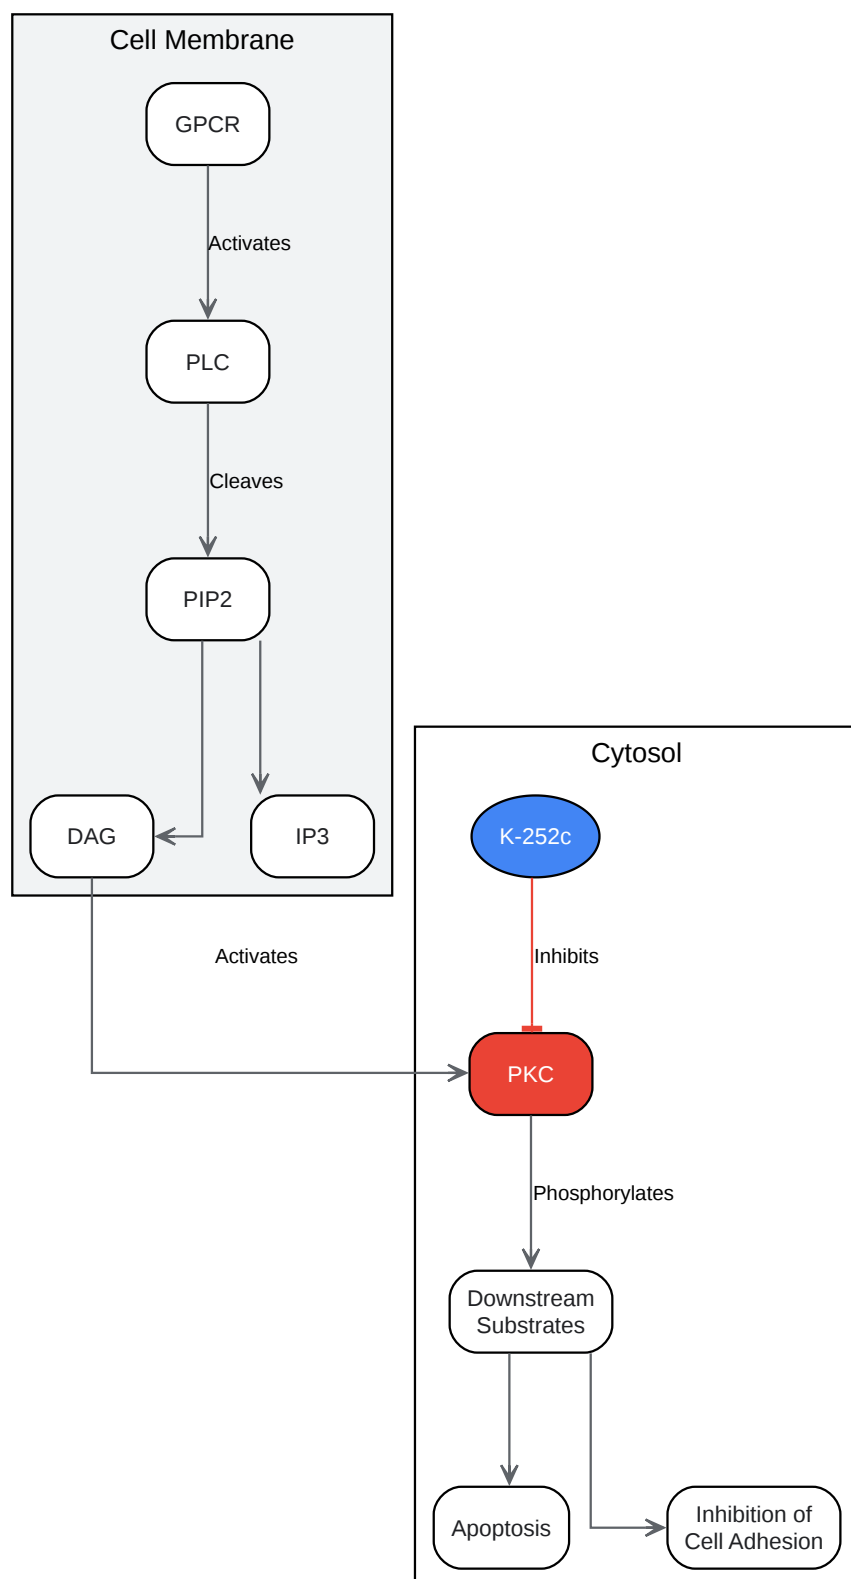 Cell Membrane
GPCR
Activates
PLC
Cleaves
PIP2
DAG
IP3
Cytosol
K-252c
Activates
Inhibits
PKC
Phosphorylates
Downstream
Substrates
Apoptosis
Inhibition of
Cell Adhesion